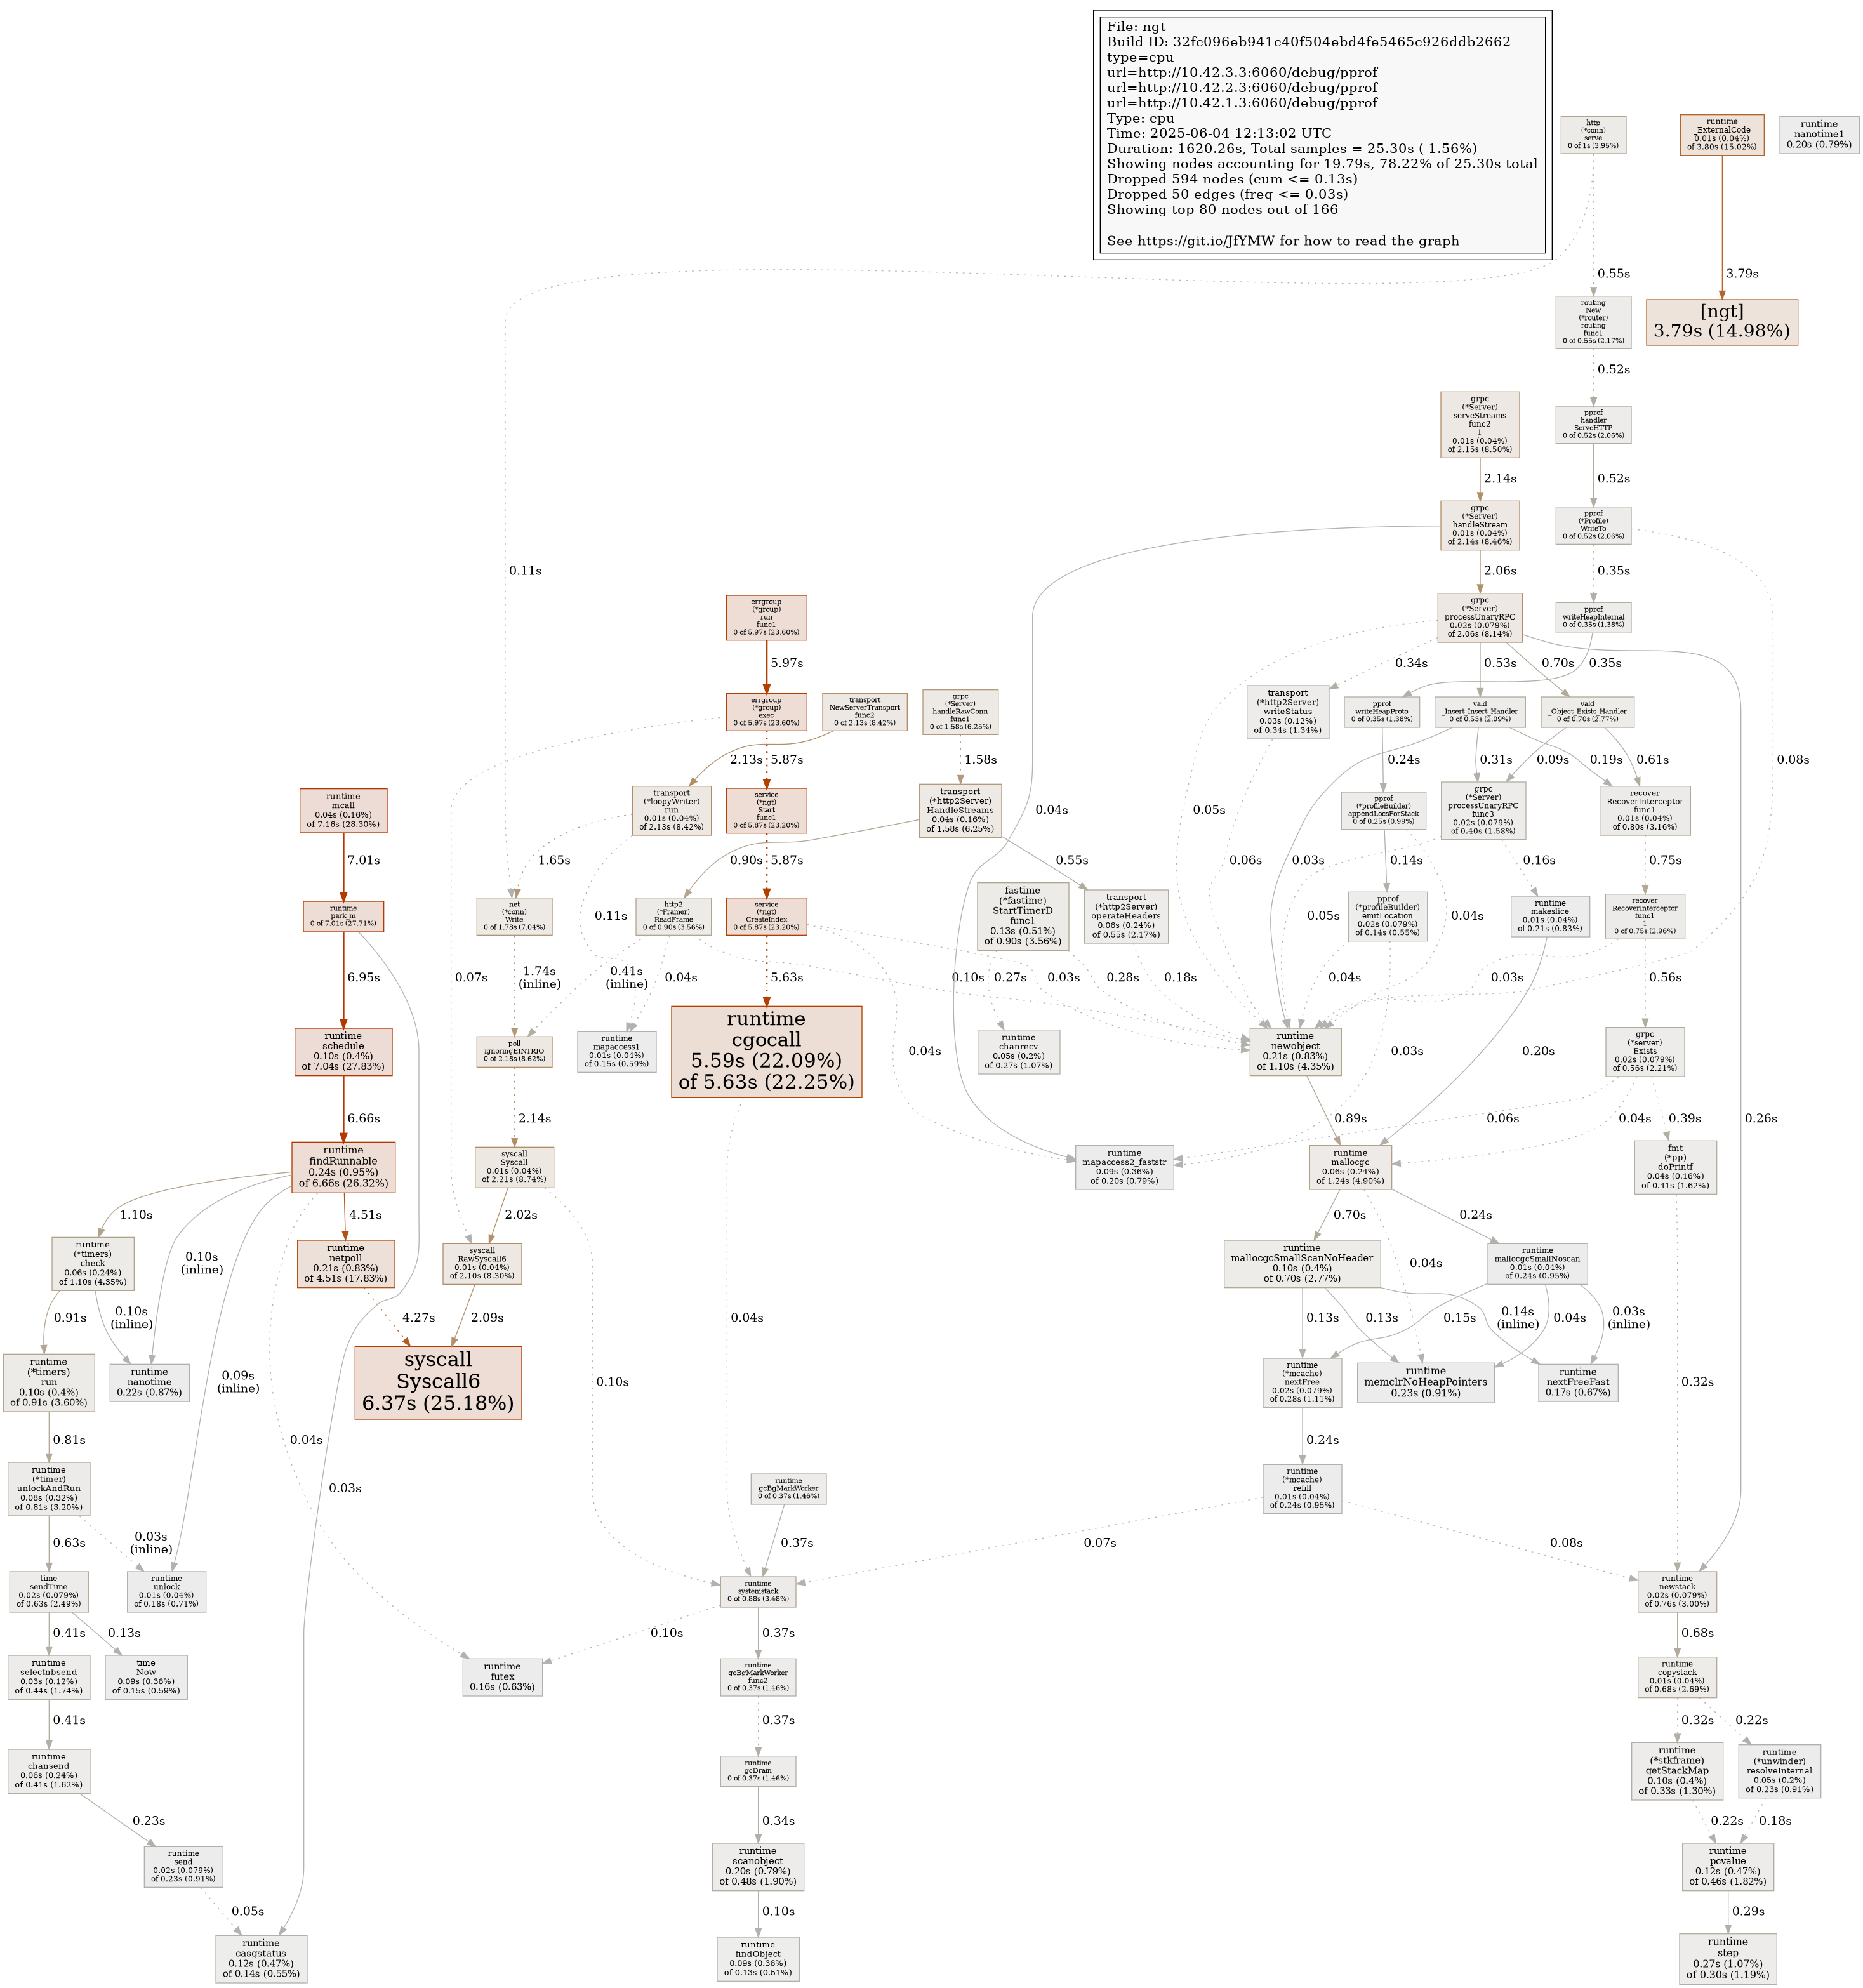 File: ngt
Build ID: 32fc096eb941c40f504ebd4fe5465c926ddb2662
type=cpu
url=http://10.42.3.3:6060/debug/pprof
url=http://10.42.2.3:6060/debug/pprof
url=http://10.42.1.3:6060/debug/pprof
Type: cpu
Time: 2025-06-04 12:13:02 UTC
Duration: 1620.26s, Total samples = 25.30s ( 1.56%)
Showing nodes accounting for 19.79s, 78.22% of 25.30s total
Dropped 594 nodes (cum <= 0.13s)
Dropped 50 edges (freq <= 0.03s)
Showing top 80 nodes out of 166
See https://git.io/JfYMW for how to read the graph
http
(*conn)
serve
0 of 1s (3.95%)
runtime
_ExternalCode
0.01s (0.04%)
of 3.80s (15.02%)
runtime
nanotime1
0.20s (0.79%)
0.55s
3.79s
0.11s
routing
New
(*router)
routing
func1
0 of 0.55s (2.17%)
[ngt]
3.79s (14.98%)
0.52s
grpc
(*Server)
serveStreams
func2
1
0.01s (0.04%)
of 2.15s (8.50%)
pprof
handler
ServeHTTP
0 of 0.52s (2.06%)
2.14s
0.52s
grpc
(*Server)
handleStream
0.01s (0.04%)
of 2.14s (8.46%)
pprof
(*Profile)
WriteTo
0 of 0.52s (2.06%)
2.06s
0.35s
0.04s
0.08s
errgroup
(*group)
run
func1
0 of 5.97s (23.60%)
grpc
(*Server)
processUnaryRPC
0.02s (0.079%)
of 2.06s (8.14%)
pprof
writeHeapInternal
0 of 0.35s (1.38%)
5.97s
0.34s
0.53s
0.70s
0.35s
0.05s
0.26s
errgroup
(*group)
exec
0 of 5.97s (23.60%)
transport
NewServerTransport
func2
0 of 2.13s (8.42%)
grpc
(*Server)
handleRawConn
func1
0 of 1.58s (6.25%)
transport
(*http2Server)
writeStatus
0.03s (0.12%)
of 0.34s (1.34%)
pprof
writeHeapProto
0 of 0.35s (1.38%)
vald
_Insert_Insert_Handler
0 of 0.53s (2.09%)
vald
_Object_Exists_Handler
0 of 0.70s (2.77%)
2.13s
5.87s
1.58s
0.24s
0.31s
0.09s
0.19s
0.61s
0.07s
0.06s
0.03s
runtime
mcall
0.04s (0.16%)
of 7.16s (28.30%)
transport
(*loopyWriter)
run
0.01s (0.04%)
of 2.13s (8.42%)
service
(*ngt)
Start
func1
0 of 5.87s (23.20%)
transport
(*http2Server)
HandleStreams
0.04s (0.16%)
of 1.58s (6.25%)
pprof
(*profileBuilder)
appendLocsForStack
0 of 0.25s (0.99%)
grpc
(*Server)
processUnaryRPC
func3
0.02s (0.079%)
of 0.40s (1.58%)
recover
RecoverInterceptor
func1
0.01s (0.04%)
of 0.80s (3.16%)
7.01s
1.65s
5.87s
0.90s
0.55s
0.14s
0.16s
0.75s
0.11s
0.05s
0.04s
runtime
park_m
0 of 7.01s (27.71%)
net
(*conn)
Write
0 of 1.78s (7.04%)
http2
(*Framer)
ReadFrame
0 of 0.90s (3.56%)
service
(*ngt)
CreateIndex
0 of 5.87s (23.20%)
fastime
(*fastime)
StartTimerD
func1
0.13s (0.51%)
of 0.90s (3.56%)
transport
(*http2Server)
operateHeaders
0.06s (0.24%)
of 0.55s (2.17%)
pprof
(*profileBuilder)
emitLocation
0.02s (0.079%)
of 0.14s (0.55%)
runtime
makeslice
0.01s (0.04%)
of 0.21s (0.83%)
recover
RecoverInterceptor
func1
1
0 of 0.75s (2.96%)
6.95s
1.74s
(inline)
0.41s
(inline)
0.04s
5.63s
0.10s
0.27s
0.03s
0.28s
0.18s
0.04s
0.03s
0.56s
runtime
schedule
0.10s (0.4%)
of 7.04s (27.83%)
poll
ignoringEINTRIO
0 of 2.18s (8.62%)
runtime
mapaccess1
0.01s (0.04%)
of 0.15s (0.59%)
runtime
cgocall
5.59s (22.09%)
of 5.63s (22.25%)
runtime
chanrecv
0.05s (0.2%)
of 0.27s (1.07%)
runtime
newobject
0.21s (0.83%)
of 1.10s (4.35%)
grpc
(*server)
Exists
0.02s (0.079%)
of 0.56s (2.21%)
0.04s
0.03s
0.20s
6.66s
2.14s
0.89s
0.06s
0.04s
0.39s
runtime
findRunnable
0.24s (0.95%)
of 6.66s (26.32%)
syscall
Syscall
0.01s (0.04%)
of 2.21s (8.74%)
runtime
mapaccess2_faststr
0.09s (0.36%)
of 0.20s (0.79%)
runtime
mallocgc
0.06s (0.24%)
of 1.24s (4.90%)
fmt
(*pp)
doPrintf
0.04s (0.16%)
of 0.41s (1.62%)
1.10s
4.51s
2.02s
0.70s
0.24s
0.10s
(inline)
0.04s
runtime
(*timers)
check
0.06s (0.24%)
of 1.10s (4.35%)
runtime
netpoll
0.21s (0.83%)
of 4.51s (17.83%)
syscall
RawSyscall6
0.01s (0.04%)
of 2.10s (8.30%)
runtime
mallocgcSmallScanNoHeader
0.10s (0.4%)
of 0.70s (2.77%)
runtime
mallocgcSmallNoscan
0.01s (0.04%)
of 0.24s (0.95%)
0.91s
0.10s
(inline)
4.27s
2.09s
0.04s
0.13s
0.13s
0.15s
0.14s
(inline)
0.04s
0.03s
(inline)
runtime
(*timers)
run
0.10s (0.4%)
of 0.91s (3.60%)
runtime
nanotime
0.22s (0.87%)
0.09s
(inline)
syscall
Syscall6
6.37s (25.18%)
0.10s
runtime
(*mcache)
nextFree
0.02s (0.079%)
of 0.28s (1.11%)
runtime
memclrNoHeapPointers
0.23s (0.91%)
runtime
nextFreeFast
0.17s (0.67%)
0.32s
0.81s
0.04s
0.24s
runtime
(*timer)
unlockAndRun
0.08s (0.32%)
of 0.81s (3.20%)
0.03s
runtime
gcBgMarkWorker
0 of 0.37s (1.46%)
runtime
(*mcache)
refill
0.01s (0.04%)
of 0.24s (0.95%)
0.63s
0.03s
(inline)
0.37s
0.07s
0.08s
time
sendTime
0.02s (0.079%)
of 0.63s (2.49%)
runtime
unlock
0.01s (0.04%)
of 0.18s (0.71%)
runtime
systemstack
0 of 0.88s (3.48%)
runtime
newstack
0.02s (0.079%)
of 0.76s (3.00%)
0.41s
0.13s
0.10s
0.37s
0.68s
runtime
selectnbsend
0.03s (0.12%)
of 0.44s (1.74%)
time
Now
0.09s (0.36%)
of 0.15s (0.59%)
runtime
futex
0.16s (0.63%)
runtime
gcBgMarkWorker
func2
0 of 0.37s (1.46%)
runtime
copystack
0.01s (0.04%)
of 0.68s (2.69%)
0.41s
0.37s
0.32s
0.22s
runtime
chansend
0.06s (0.24%)
of 0.41s (1.62%)
runtime
gcDrain
0 of 0.37s (1.46%)
runtime
(*stkframe)
getStackMap
0.10s (0.4%)
of 0.33s (1.30%)
runtime
(*unwinder)
resolveInternal
0.05s (0.2%)
of 0.23s (0.91%)
0.23s
0.34s
0.22s
0.18s
runtime
send
0.02s (0.079%)
of 0.23s (0.91%)
runtime
scanobject
0.20s (0.79%)
of 0.48s (1.90%)
runtime
pcvalue
0.12s (0.47%)
of 0.46s (1.82%)
0.05s
0.10s
0.29s
runtime
casgstatus
0.12s (0.47%)
of 0.14s (0.55%)
runtime
findObject
0.09s (0.36%)
of 0.13s (0.51%)
runtime
step
0.27s (1.07%)
of 0.30s (1.19%)